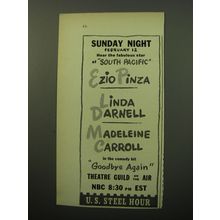 SUNDAY NIGHT
FEBRUARY 12
Hear the fabulous star
of "SOUTH PACIFIC"
EZIO PINZA
LINDA
DARNELL
MADELEINE
CARROLL
in the comedy hit
"Goodbye Again"
THEATRE GUILD ON THE AIR
NBC 8:30 PM EST
U.S. STEEL HOUR